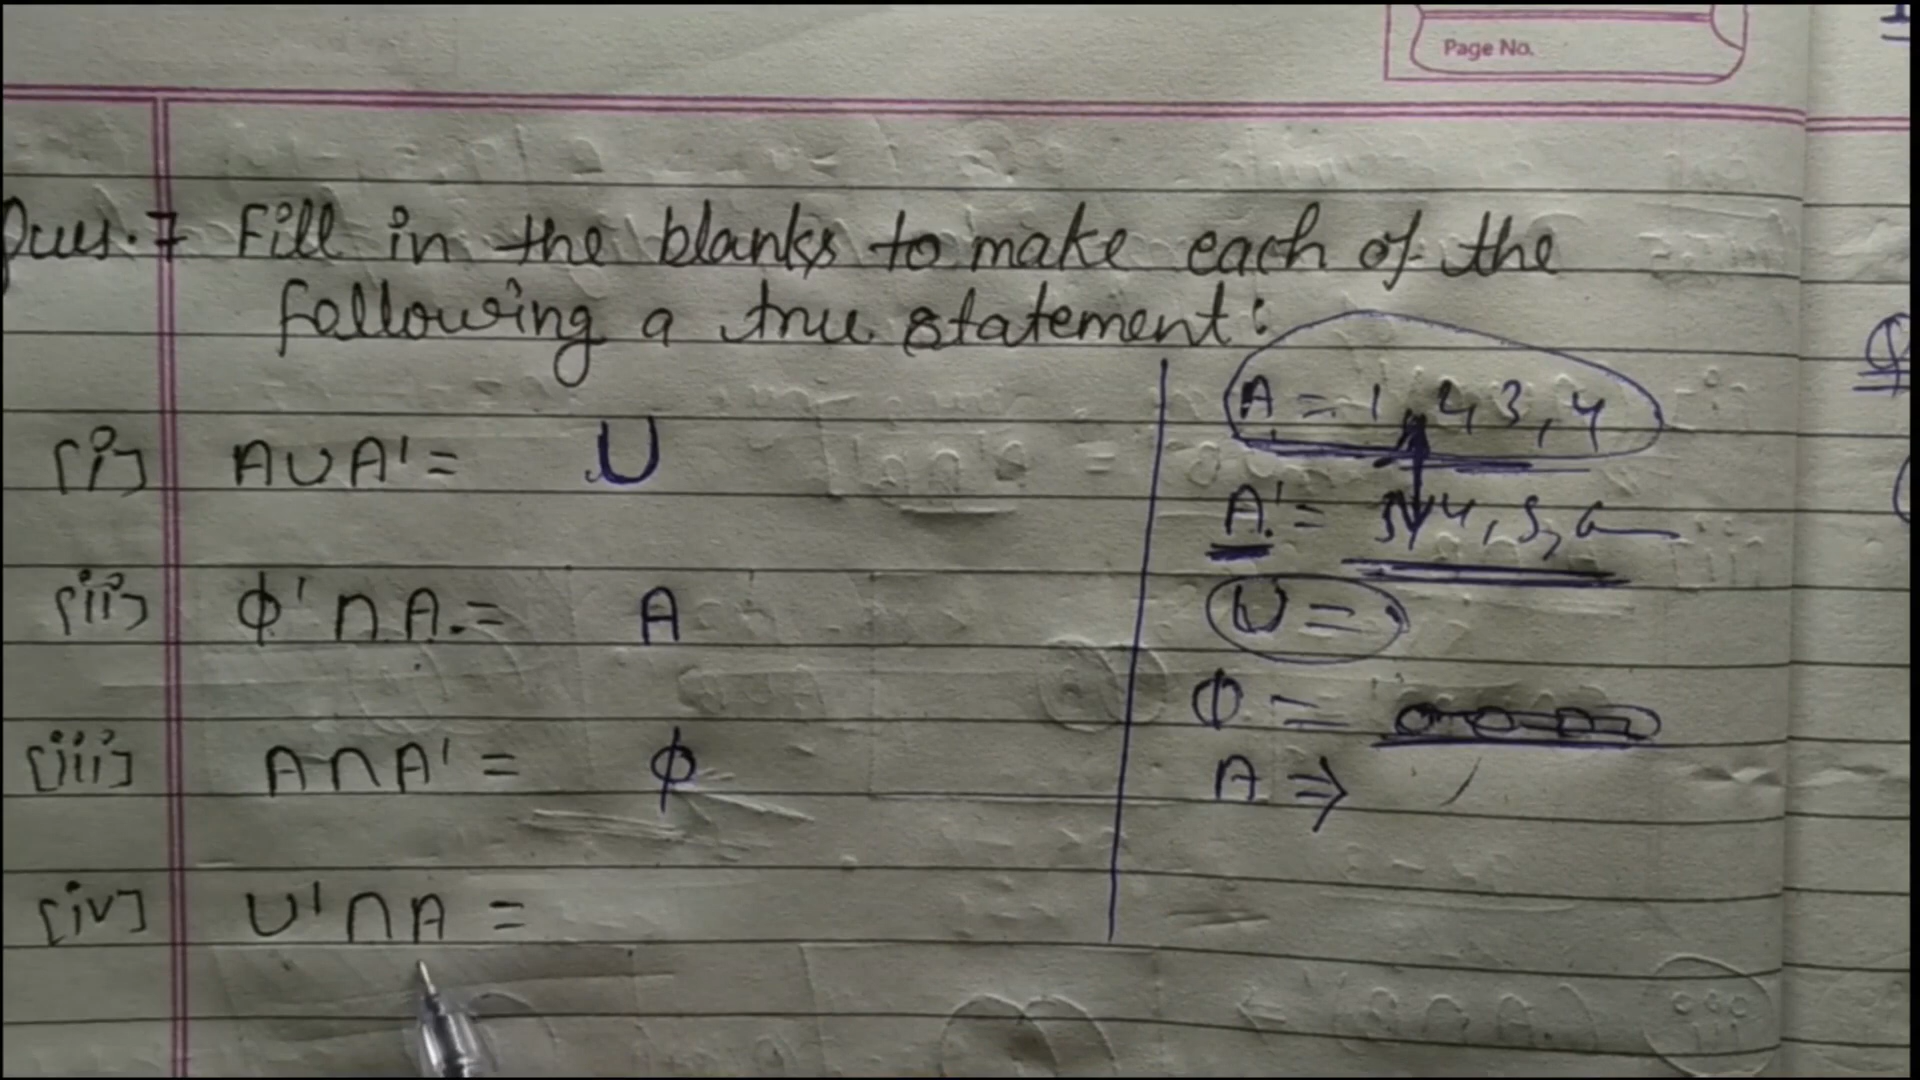 Page No.
Ques. 7 Fill in the blanks to make each of the
following a true statement:
[i] A∪A' = U
[ii] ϕ'∩A. = A
[iii] A∩A' = ϕ
[iv] U'∩A =
A = 1, 2, 3, 4
A' = 4, 5, 6
U =
Φ =
A ⇒